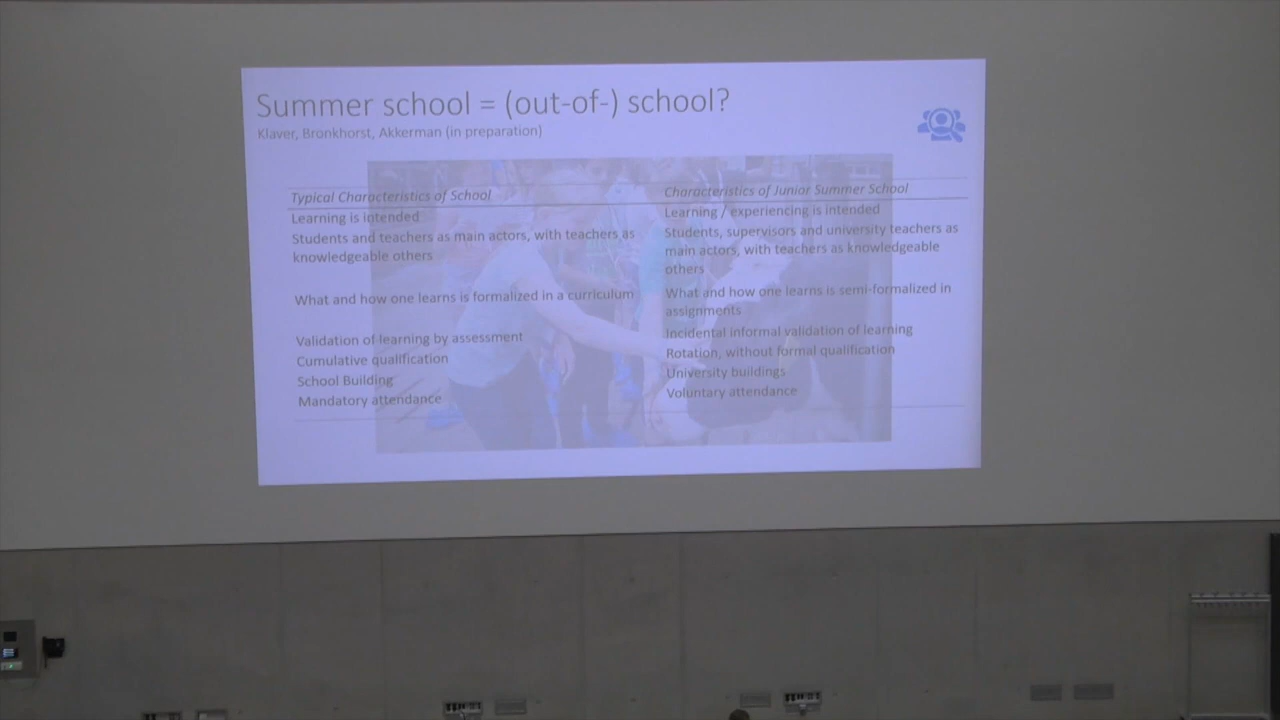 Summer school = (out-of-) school?
Klaver, Bronkhorst, Akkerman (in preparation)
Typical Characteristics of School
Learning is intended
Students and teachers as main actors, with teachers as
knowledgeable others
What and how one learns is formalized in a curriculum
Validation of learning by assessment
Cumulative qualification
School Building
Mandatory attendance
Characteristics of Junior Summer School
Learning / experiencing is intended
Students, supervisors and university teachers as
main actors, with teachers as knowledgeable
others
What and how one learns is semi-formalized in
assignments
Incidental informal validation of learning
Rotation, without formal qualification
University buildings
Voluntary attendance